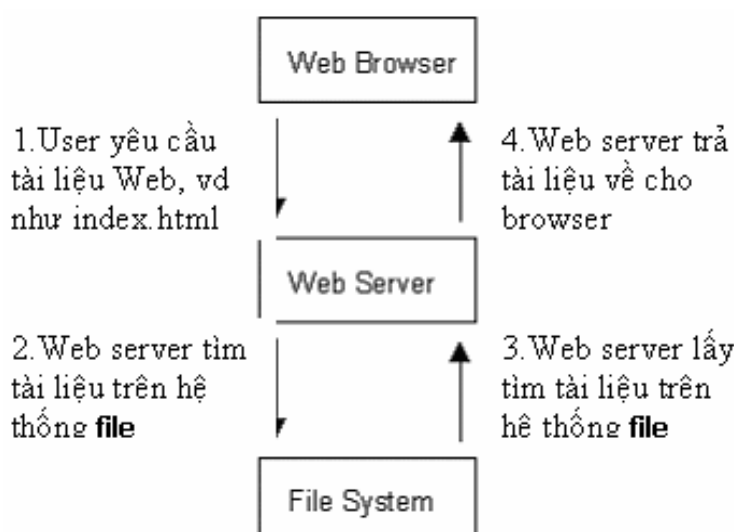 Web Browser
1.User yêu cầu
tài liệu Web, vd
như index.html
4.Web server trả
tài liệu về cho
browser
Web Server
2.Web server tìm
tài liệu trên hệ
thống file
3.Web server lấy
tìm tài liệu trên
hê thống file
File System